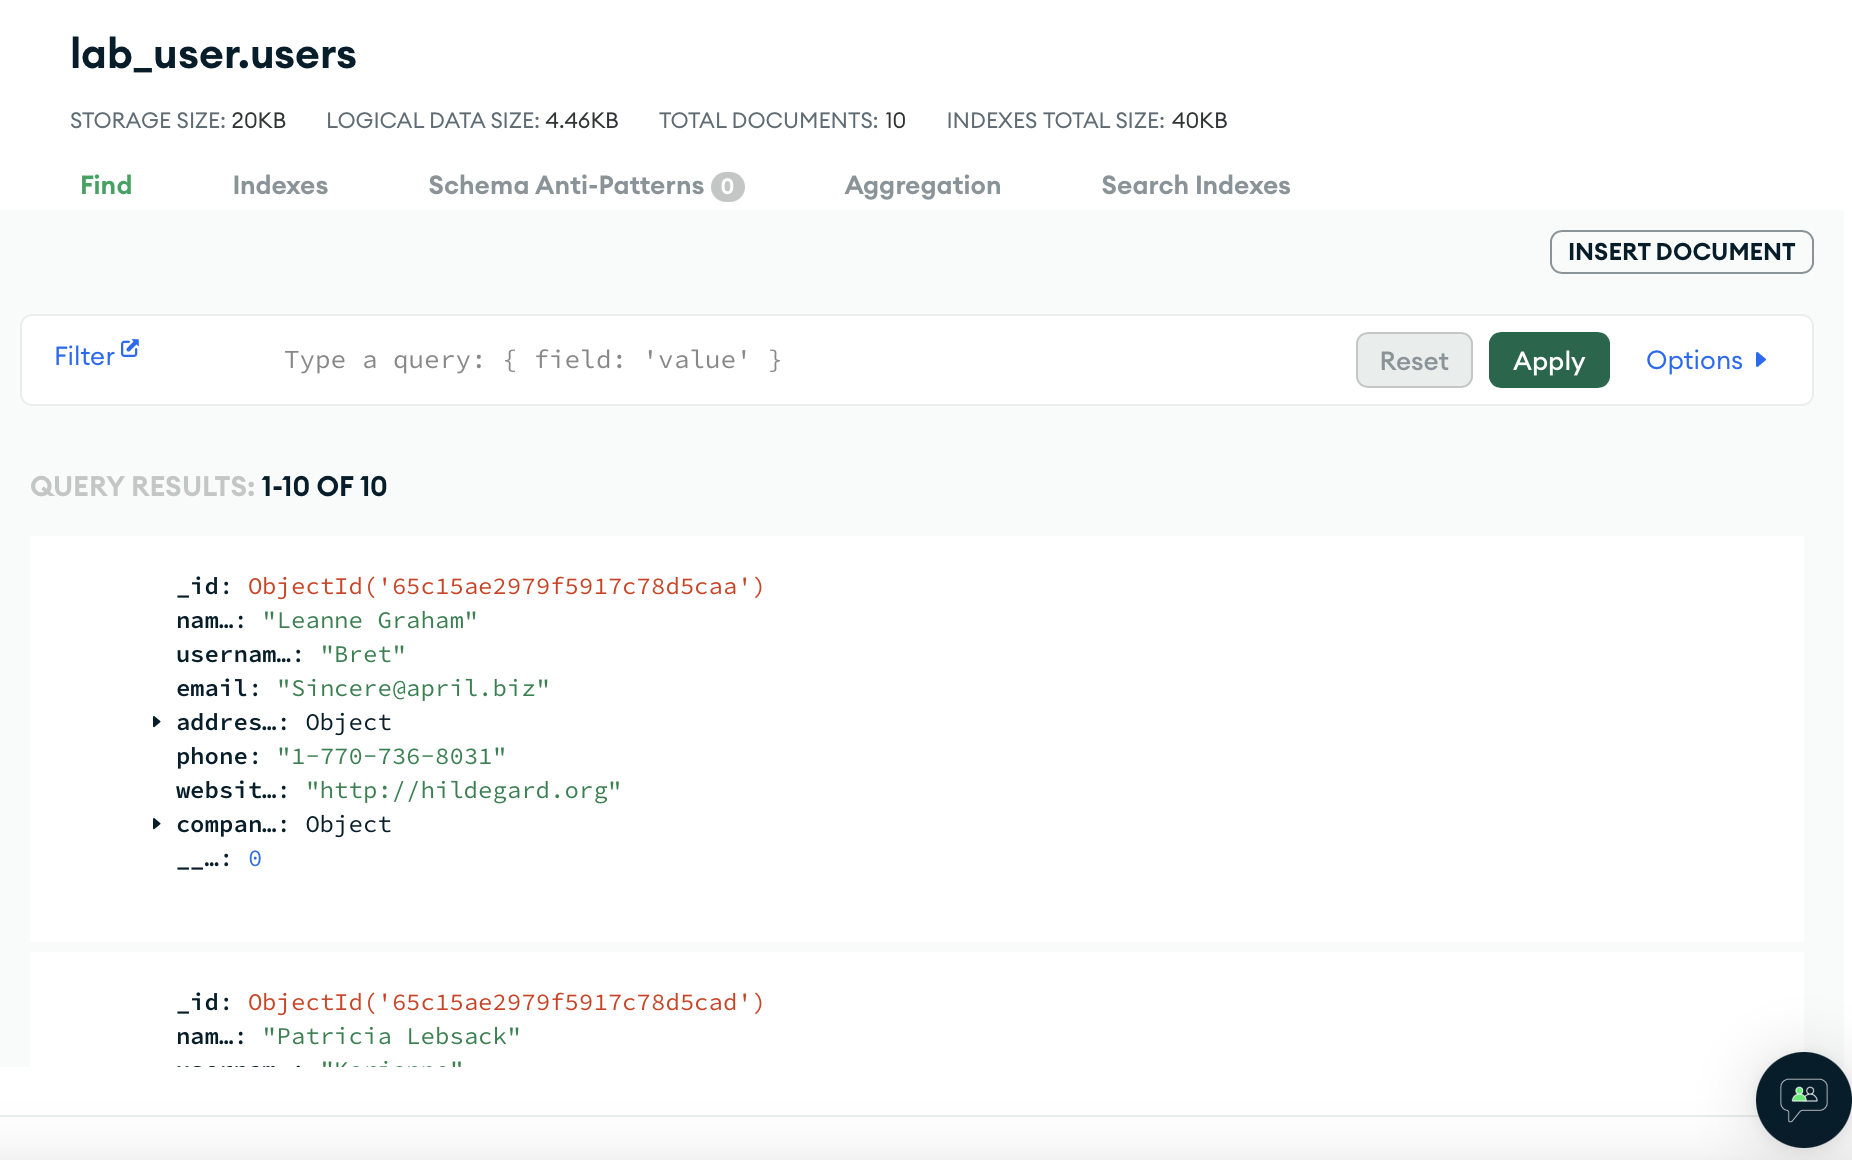 lab_user.users
STORAGE SIZE: 20KB LOGICAL DATA SIZE: 4.46KB TOTAL DOCUMENTS: 10 INDEXES TOTAL SIZE: 40KB
Find Indexes Schema Anti-Patterns 0 Aggregation Search Indexes
INSERT DOCUMENT
Filter Type a query: { field: 'value' } Reset Apply Options
QUERY RESULTS: 1-10 OF 10
_id: ObjectId('65c15ae2979f5917c78d5caa')
nam…: "Leanne Graham"
usernam…: "Bret"
email: "Sincere@april.biz"
addres…: Object
phone: "1-770-736-8031"
websit…: "http://hildegard.org"
compan…: Object
__…: 0
_id: ObjectId('65c15ae2979f5917c78d5cad')
nam…: "Patricia Lebsack"